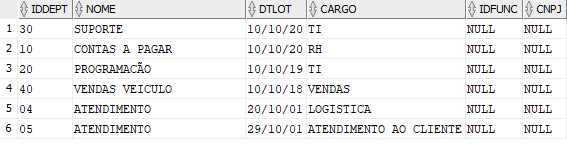 IDDEPT NOME DTLOT CARGO IDFUNC CNPJ
1 30 SUPORTE 10/10/20 TI NULL NULL
2 10 CONTAS A PAGAR 10/10/20 RH NULL NULL
3 20 PROGRAMACÃO 10/10/19 TI NULL NULL
4 40 VENDAS VEICULO 10/10/18 VENDAS NULL NULL
5 04 ATENDIMENTO 20/10/01 LOGISTICA NULL NULL
6 05 ATENDIMENTO 29/10/01 ATENDIMENTO AO CLIENTE NULL NULL